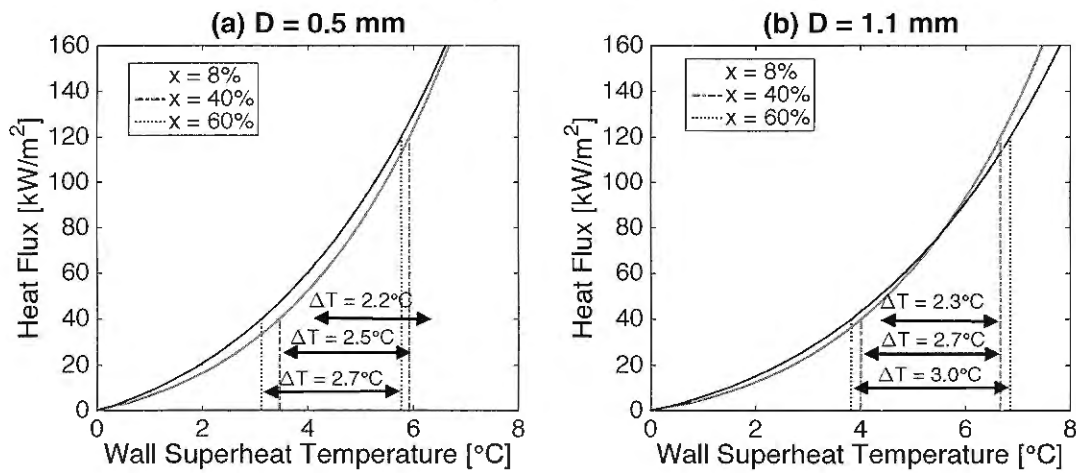 (a) D = 0.5 mm
160
140
120
100
80
60
40
20
0
Heat Flux [kW/m²]
x = 8%
x = 40%
x = 60%
ΔT = 2.2°C
ΔT = 2.5°C
ΔT = 2.7°C
0 2 4 6 8
Wall Superheat Temperature [°C]
(b) D = 1.1 mm
160
140
120
100
80
60
40
20
0
Heat Flux [kW/m²]
x = 8%
x = 40%
x = 60%
ΔT = 2.3°C
ΔT = 2.7°C
ΔT = 3.0°C
0 2 4 6 8
Wall Superheat Temperature [°C]